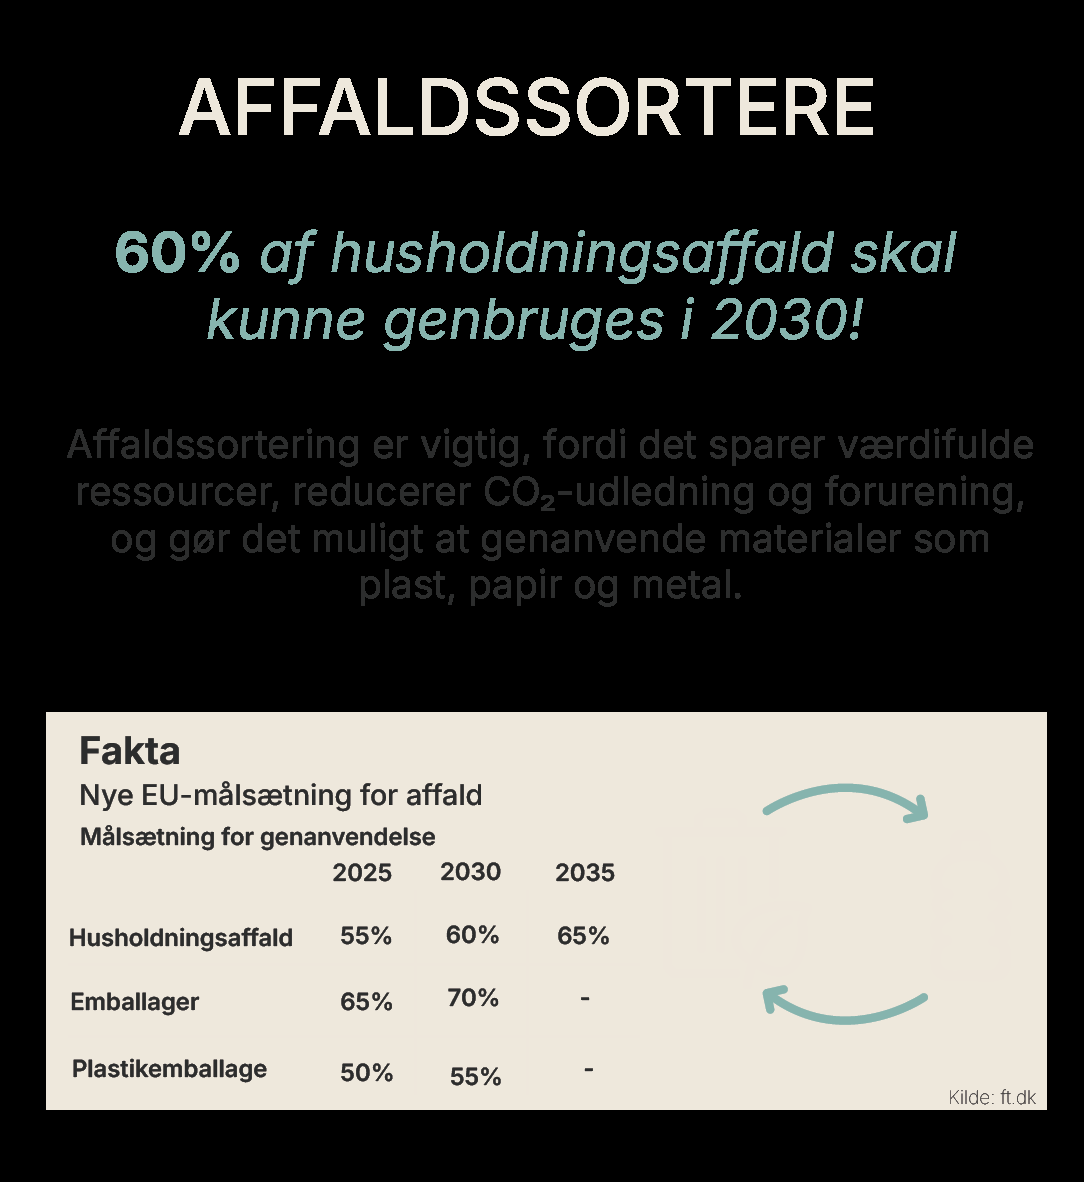 AFFALDSSORTERE
60% af husholdningsaffald skal
kunne genbruges i 2030!
Affaldssortering er vigtig, fordi det sparer værdifulde
ressourcer, reducerer CO₂-udledning og forurening,
og gør det muligt at genanvende materialer som
plast, papir og metal.
Fakta
Nye EU-målsætning for affald
Målsætning for genanvendelse
2025 2030 2035
Husholdningsaffald 55% 60% 65%
Emballager 65% 70% -
Plastikemballage 50% 55% -
Kilde: ft.dk